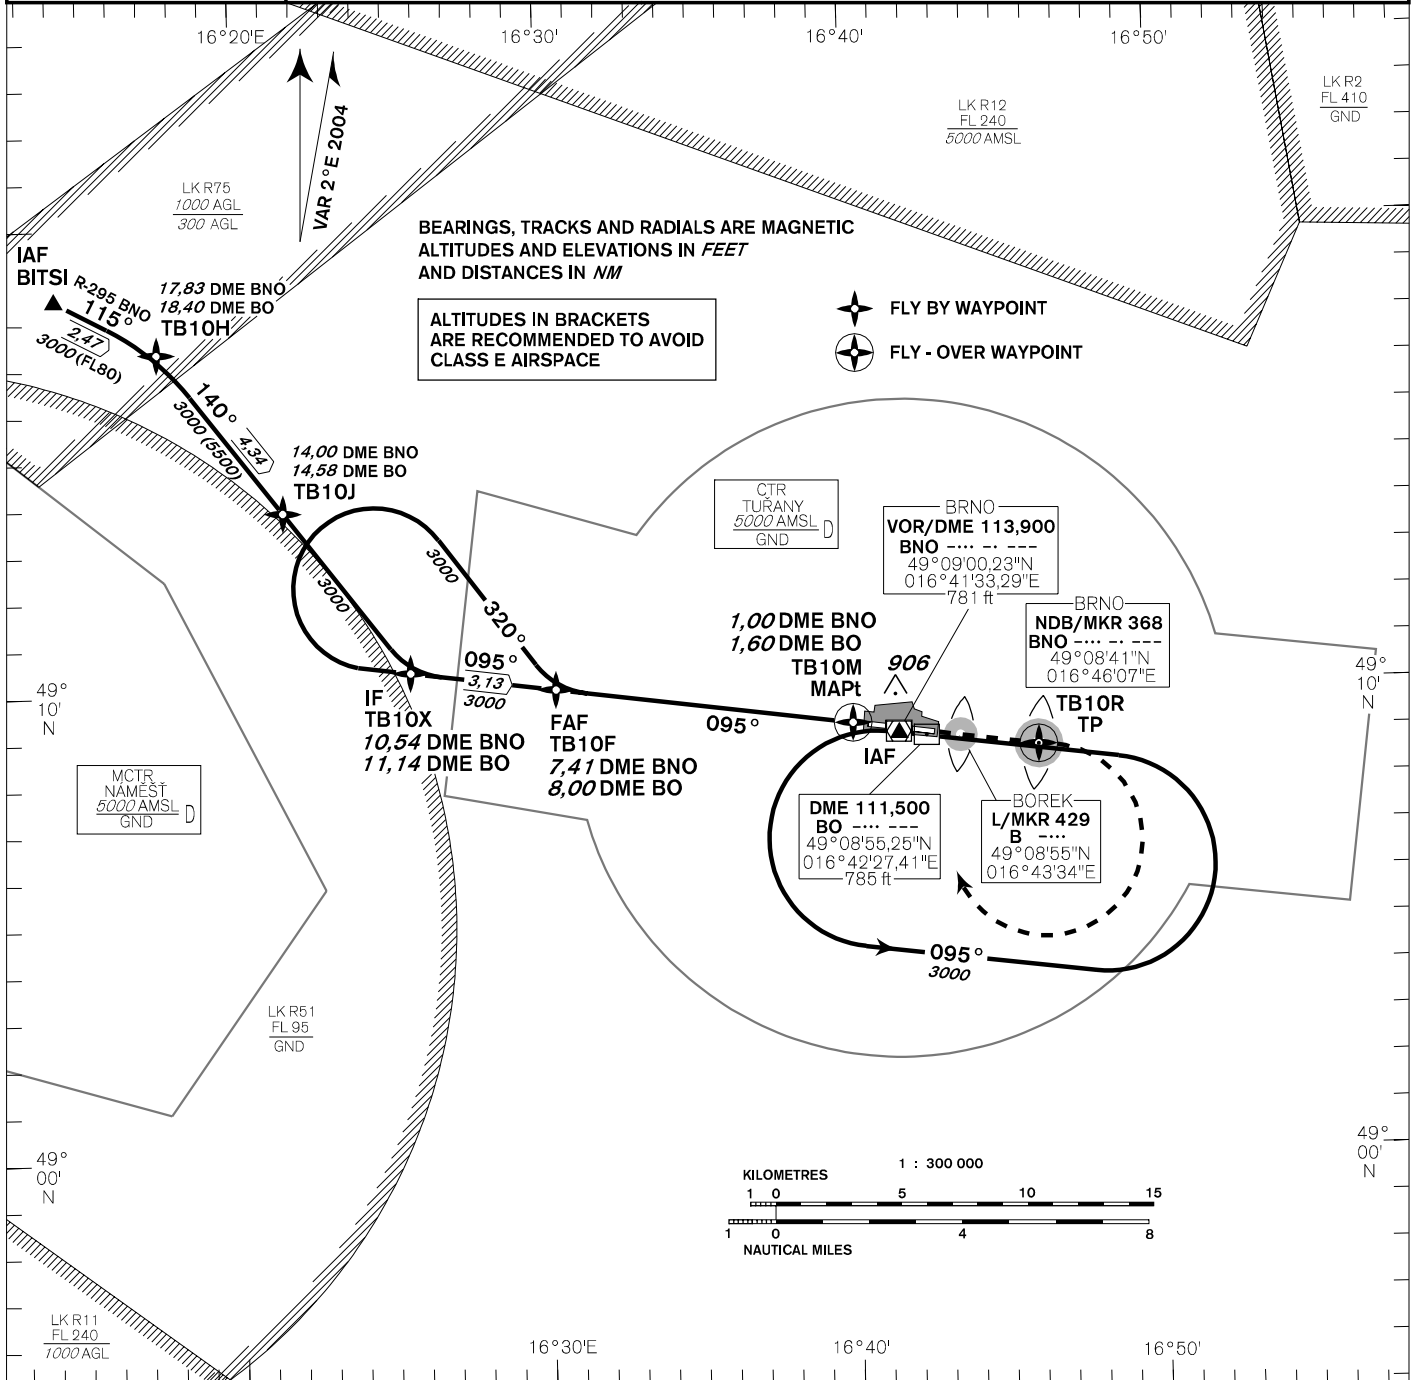 16°20'E
16°30'
16°40'
16°50'
VAR 2°E 2004
LK R12
FL 240
5000 AMSL
LK R2
FL 410
GND
LK R75
1000 AGL
300 AGL
BEARINGS, TRACKS AND RADIALS ARE MAGNETIC
ALTITUDES AND ELEVATIONS IN FEET
AND DISTANCES IN NM
ALTITUDES IN BRACKETS
ARE RECOMMENDED TO AVOID
CLASS E AIRSPACE
FLY BY WAYPOINT
FLY - OVER WAYPOINT
IAF
BITSI
R-295 BNO
115°
2,47
3000 (FL80)
17,83 DME BNO
18,40 DME BO
TB10H
140°
4,34
3000 (5500)
14,00 DME BNO
14,58 DME BO
TB10J
3000
3000
320°
095°
3,13
3000
IF
TB10X
10,54 DME BNO
11,14 DME BO
FAF
TB10F
7,41 DME BNO
8,00 DME BO
095°
CTR
TUŘANY
5000 AMSL
GND
D
BRNO
VOR/DME 113,900
BNO -··· -· ---
49°09'00,23"N
016°41'33,29"E
781 ft
1,00 DME BNO
1,60 DME BO
TB10M
MAPt
906
BRNO
NDB/MKR 368
BNO -··· -· ---
49°08'41"N
016°46'07"E
TB10R
TP
IAF
DME 111,500
BO -··· ---
49°08'55,25"N
016°42'27,41"E
785 ft
BOREK
L/MKR 429
B -···
49°08'55"N
016°43'34"E
095°
3000
49°
10'
N
49°
10'
N
MCTR
NÁMĚŠŤ
5000 AMSL
GND
D
LK R51
FL 95
GND
49°
00'
N
49°
00'
N
1 : 300 000
KILOMETRES
1 0 5 10 15
1 0 4 8
NAUTICAL MILES
LK R11
FL 240
1000 AGL
16°30'E
16°40'
16°50'